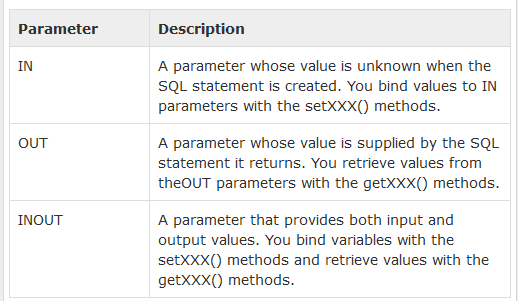 Parameter Description
IN A parameter whose value is unknown when the
SQL statement is created. You bind values to IN
parameters with the setXXX() methods.
OUT A parameter whose value is supplied by the SQL
statement it returns. You retrieve values from
theOUT parameters with the getXXX() methods.
INOUT A parameter that provides both input and
output values. You bind variables with the
setXXX() methods and retrieve values with the
getXXX() methods.